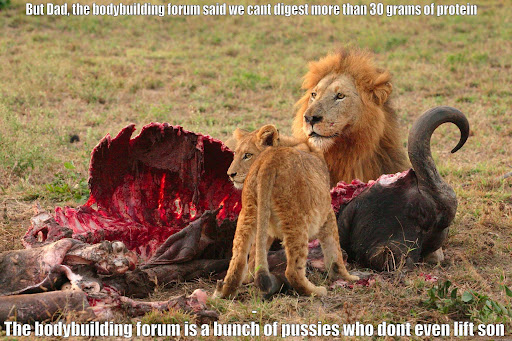 But Dad, the bodybuilding forum said we cant digest more than 30 grams of protein
The bodybuilding forum is a bunch of pussies who dont even lift son